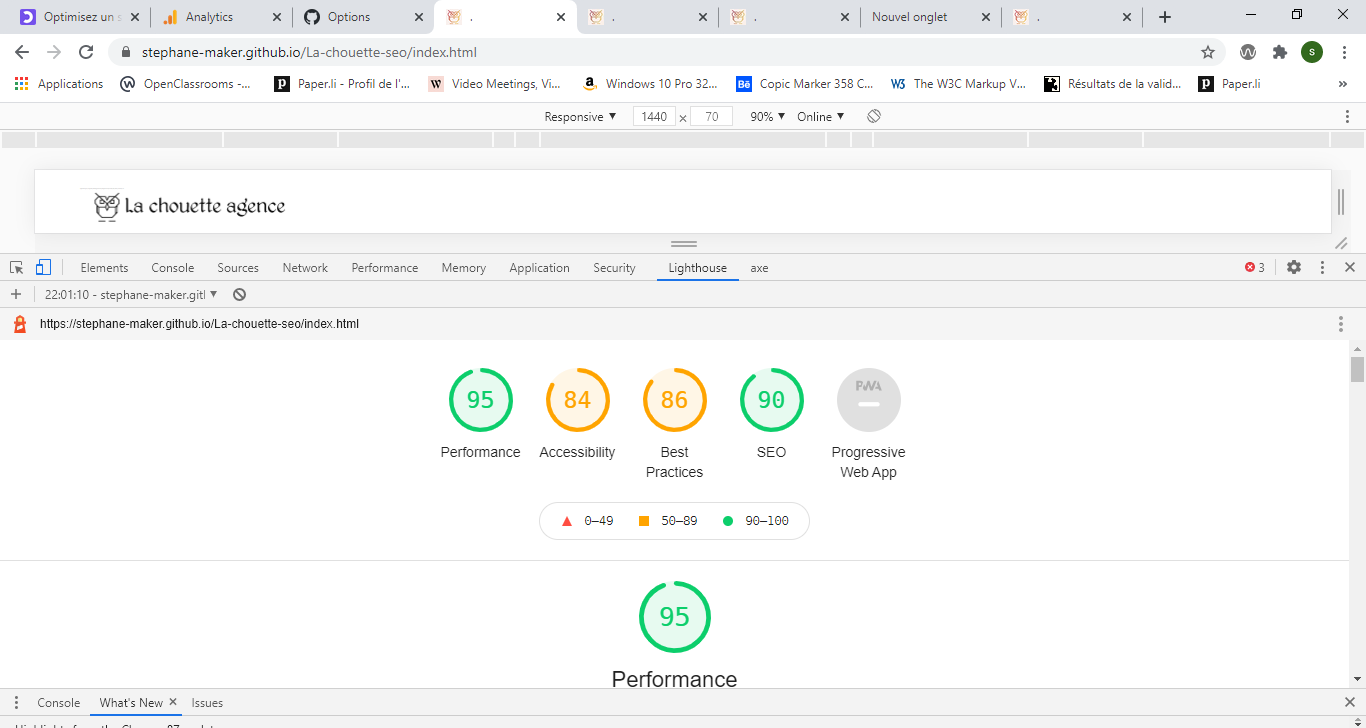 Optimisez un s
Analytics
Options
.
.
.
Nouvel onglet
.
stephane-maker.github.io/La-chouette-seo/index.html
s
Applications
OpenClassrooms -...
Paper.li - Profil de l'...
Video Meetings, Vi...
Windows 10 Pro 32...
Copic Marker 358 C...
The W3C Markup V...
Résultats de la valid...
Paper.li
»
Responsive ▼ 1440 × 70 90% ▼ Online ▼
La chouette agence
Elements Console Sources Network Performance Memory Application Security Lighthouse axe 3
22:01:10 - stephane-maker.gitl ▼
https://stephane-maker.github.io/La-chouette-seo/index.html
95 84 86 90 PWA
Performance Accessibility Best Practices SEO Progressive Web App
0–49 50–89 90–100
95
Performance
Console What's New Issues